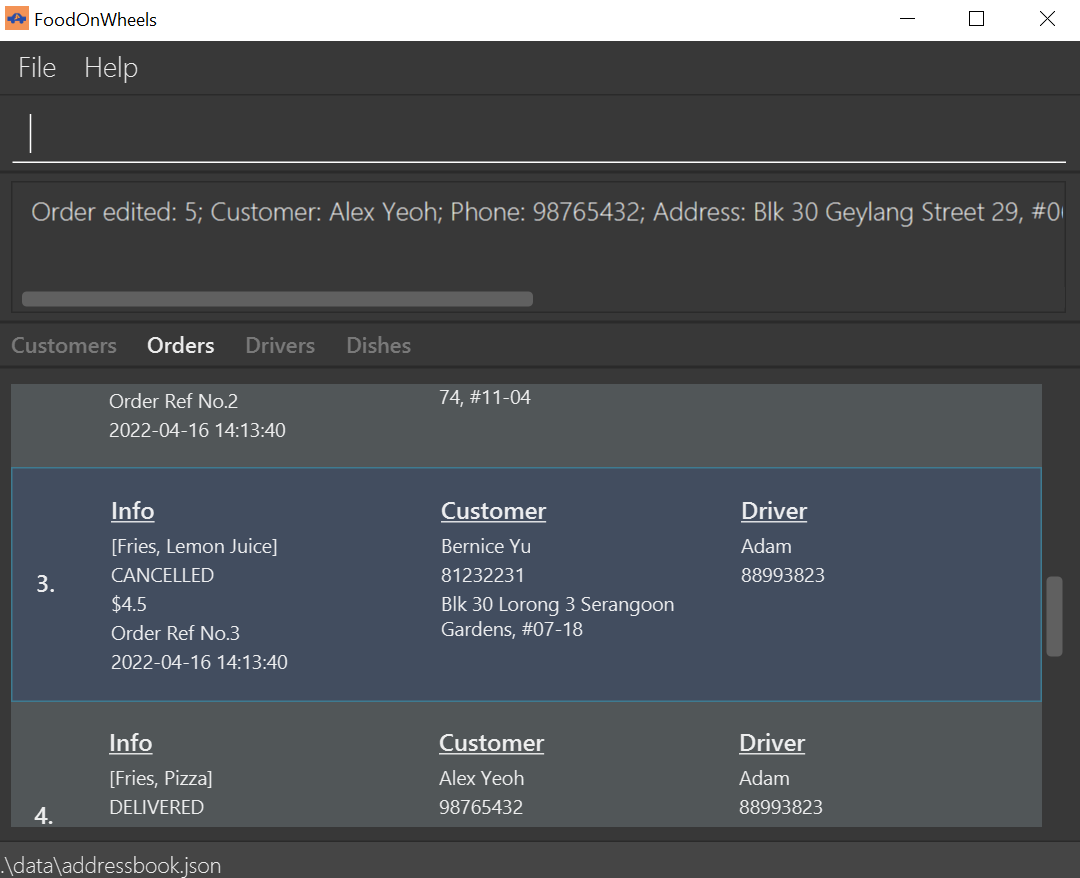 FoodOnWheels
File Help
Order edited: 5; Customer: Alex Yeoh; Phone: 98765432; Address: Blk 30 Geylang Street 29, #0
Customers Orders Drivers Dishes
Order Ref No.2
2022-04-16 14:13:40
74, #11-04
3.
Info
[Fries, Lemon Juice]
CANCELLED
$4.5
Order Ref No.3
2022-04-16 14:13:40
Customer
Bernice Yu
81232231
Blk 30 Lorong 3 Serangoon
Gardens, #07-18
Driver
Adam
88993823
4.
Info
[Fries, Pizza]
DELIVERED
Customer
Alex Yeoh
98765432
Driver
Adam
88993823
.\data\addressbook.json